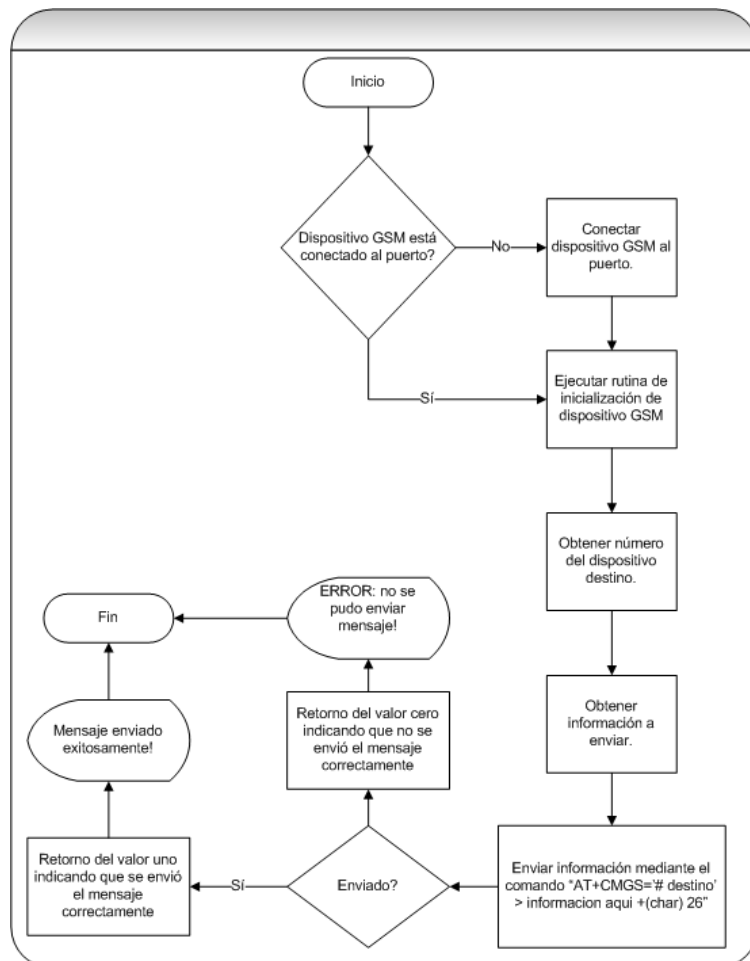 Inicio
Dispositivo GSM está
conectado al puerto?
No
Conectar
dispositivo GSM al
puerto.
Sí
Ejecutar rutina de
inicialización de
dispositivo GSM
Obtener número
del dispositivo
destino.
Obtener
información a
enviar.
Enviar información mediante el
comando “AT+CMGS=’# destino’
> informacion aqui +(char) 26”
Enviado?
Sí
Retorno del valor uno
indicando que se envió
el mensaje
correctamente
Mensaje enviado
exitosamente!
Retorno del valor cero
indicando que no se
envió el mensaje
correctamente
ERROR: no se
pudo enviar
mensaje!
Fin